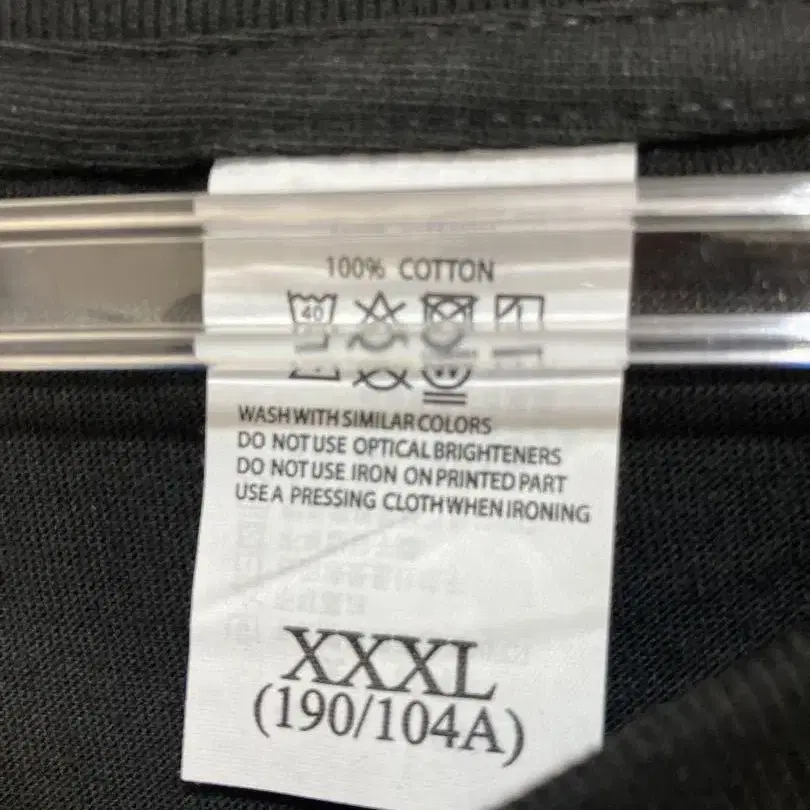 100% COTTON
40
W
WASH WITH SIMILAR COLORS
DO NOT USE OPTICAL BRIGHTENERS
DO NOT USE IRON ON PRINTED PART
USE A PRESSING CLOTH WHEN IRONING
XXXL
(190/104A)